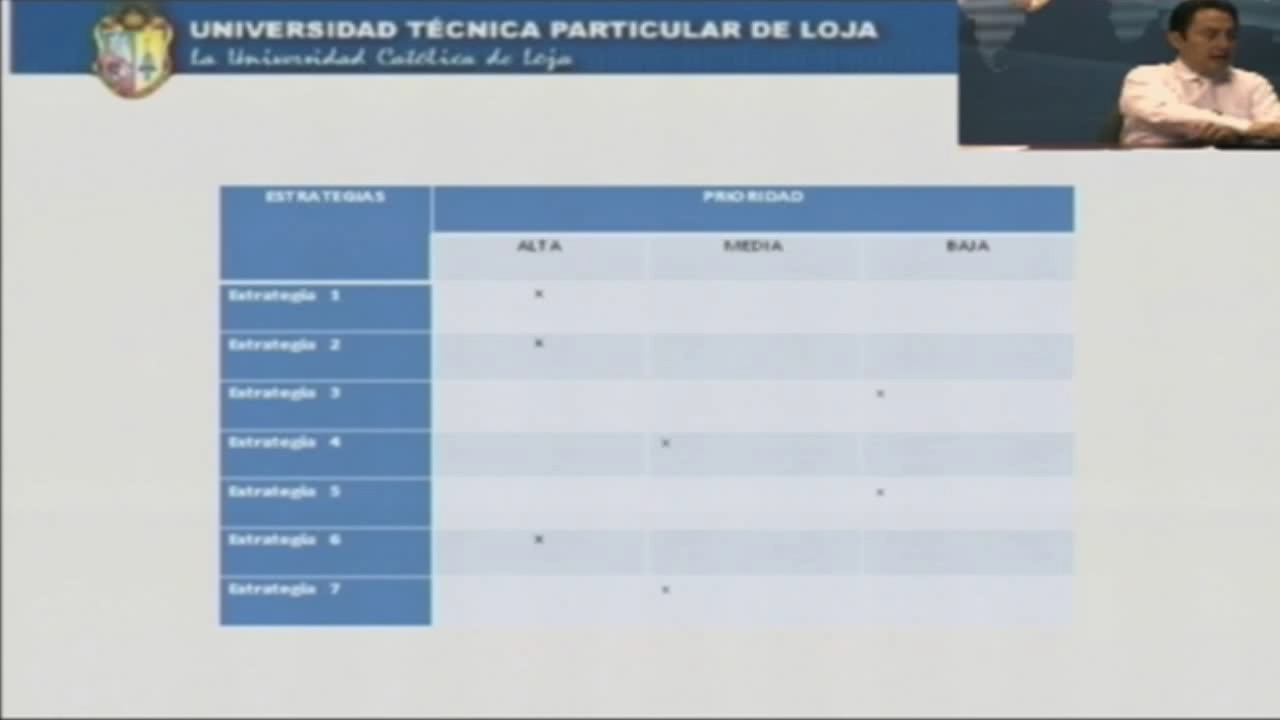 UNIVERSIDAD TÉCNICA PARTICULAR DE LOJA
La Universidad Católica de Loja
ESTRATEGIAS PRIORIDAD
ALTA MEDIA BAJA
Estrategia 1 x
Estrategia 2 x
Estrategia 3 x
Estrategia 4 x
Estrategia 5 x
Estrategia 6 x
Estrategia 7 x